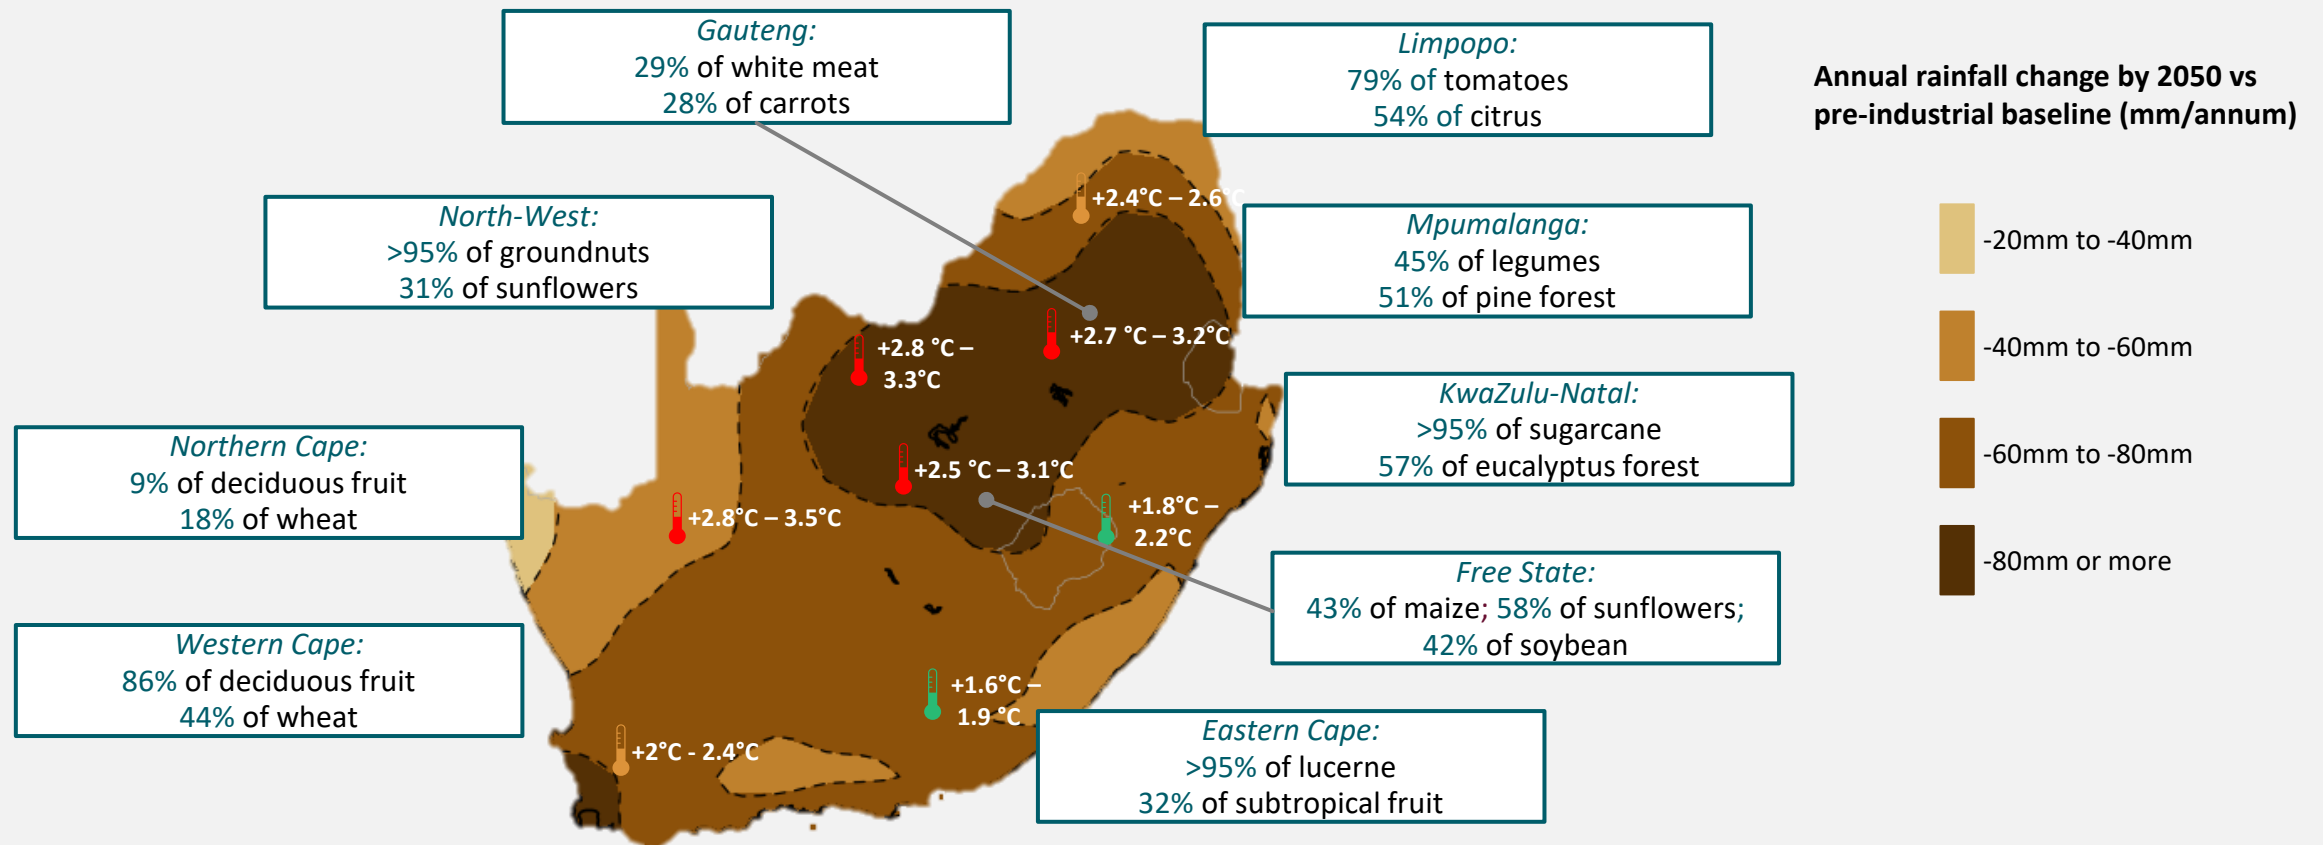 Gauteng:
29% of white meat
28% of carrots
Limpopo:
79% of tomatoes
54% of citrus
Annual rainfall change by 2050 vs
pre-industrial baseline (mm/annum)
North-West:
>95% of groundnuts
31% of sunflowers
+2.4°C – 2.6°C
Mpumalanga:
45% of legumes
51% of pine forest
-20mm to -40mm
-40mm to -60mm
-60mm to -80mm
-80mm or more
+2.8 °C –
3.3°C
+2.7 °C – 3.2°C
KwaZulu-Natal:
>95% of sugarcane
57% of eucalyptus forest
Northern Cape:
9% of deciduous fruit
18% of wheat
+2.5 °C – 3.1°C
+2.8°C – 3.5°C
+1.8°C –
2.2°C
Free State:
43% of maize; 58% of sunflowers;
42% of soybean
Western Cape:
86% of deciduous fruit
44% of wheat
+1.6°C –
1.9 °C
+2°C - 2.4°C
Eastern Cape:
>95% of lucerne
32% of subtropical fruit